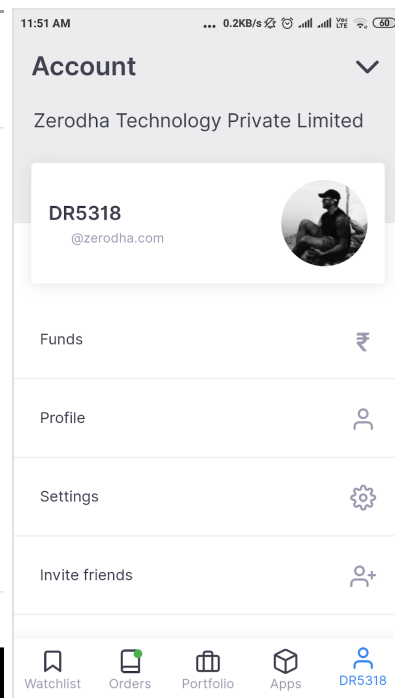 11:51 AM ... 0.2KB/s Vo) LTE 60
Account
Zerodha Technology Private Limited
DR5318
@zerodha.com
Funds ₹
Profile
Settings
Invite friends
Watchlist Orders Portfolio Apps DR5318